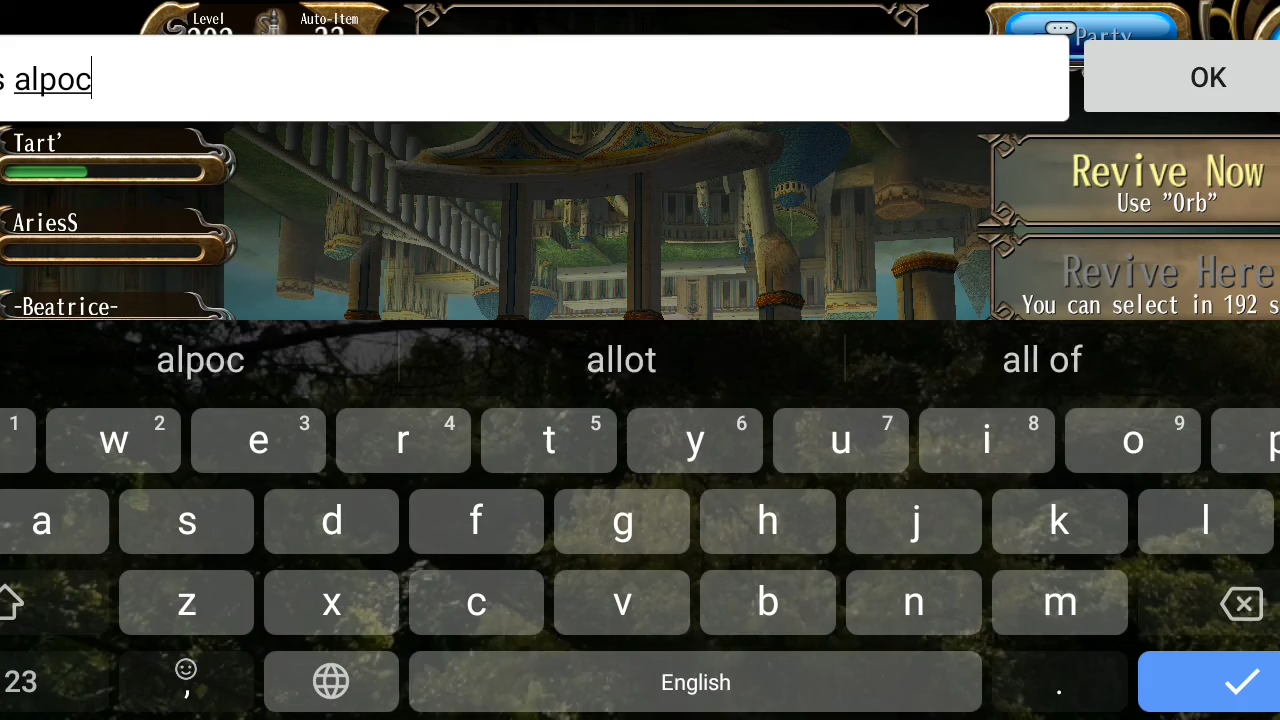 Level
Auto-Item
Party
s alpoc
OK
Tart'
AriesS
-Beatrice-
Revive Now
Use "Orb"
Revive Here
You can select in 192 s
alpoc
allot
all of
1
w 2
e 3
r 4
t 5
y 6
u 7
i 8
o 9
p
a
s
d
f
g
h
j
k
l
z
x
c
v
b
n
m
23
,
English
.